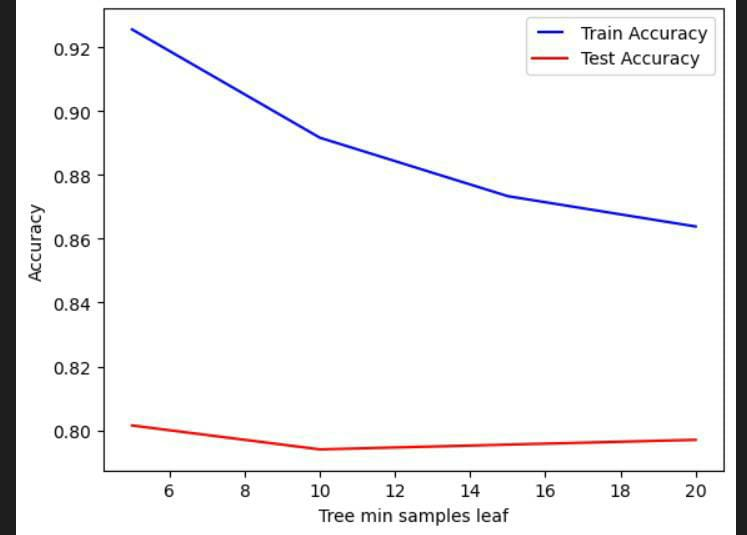 Train Accuracy
Test Accuracy
0.92
0.90
0.88
0.86
0.84
0.82
0.80
Accuracy
6 8 10 12 14 16 18 20
Tree min samples leaf